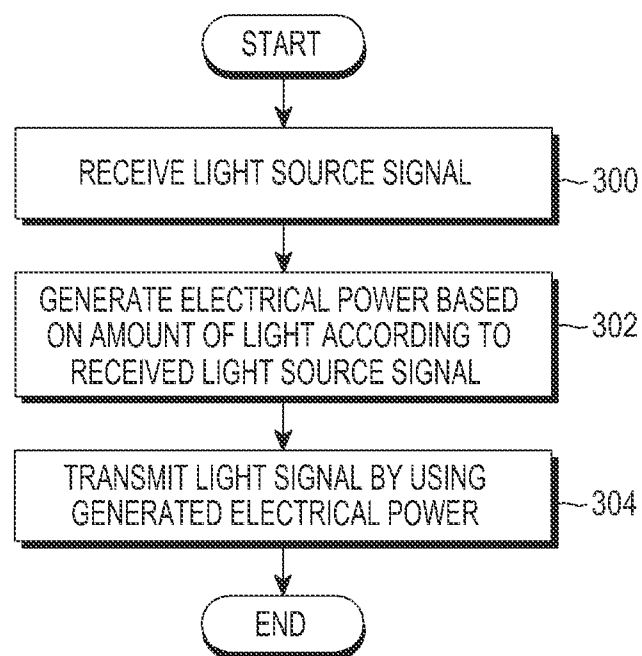 START
RECEIVE LIGHT SOURCE SIGNAL
300
GENERATE ELECTRICAL POWER BASED
ON AMOUNT OF LIGHT ACCORDING TO
RECEIVED LIGHT SOURCE SIGNAL
302
TRANSMIT LIGHT SIGNAL BY USING
GENERATED ELECTRICAL POWER
304
END